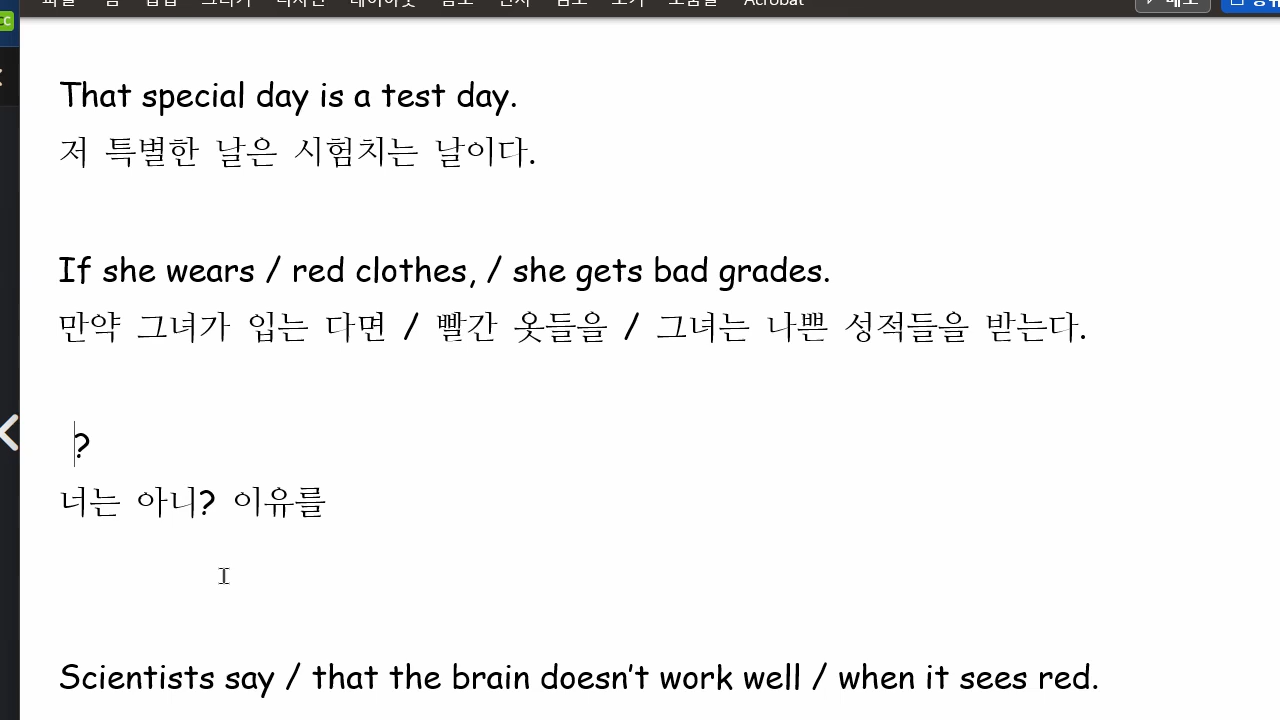 Acrobat
That special day is a test day.
저 특별한 날은 시험치는 날이다.
If she wears / red clothes, / she gets bad grades.
만약 그녀가 입는 다면 / 빨간 옷들을 / 그녀는 나쁜 성적들을 받는다.
?
너는 아니? 이유를
Scientists say / that the brain doesn't work well / when it sees red.